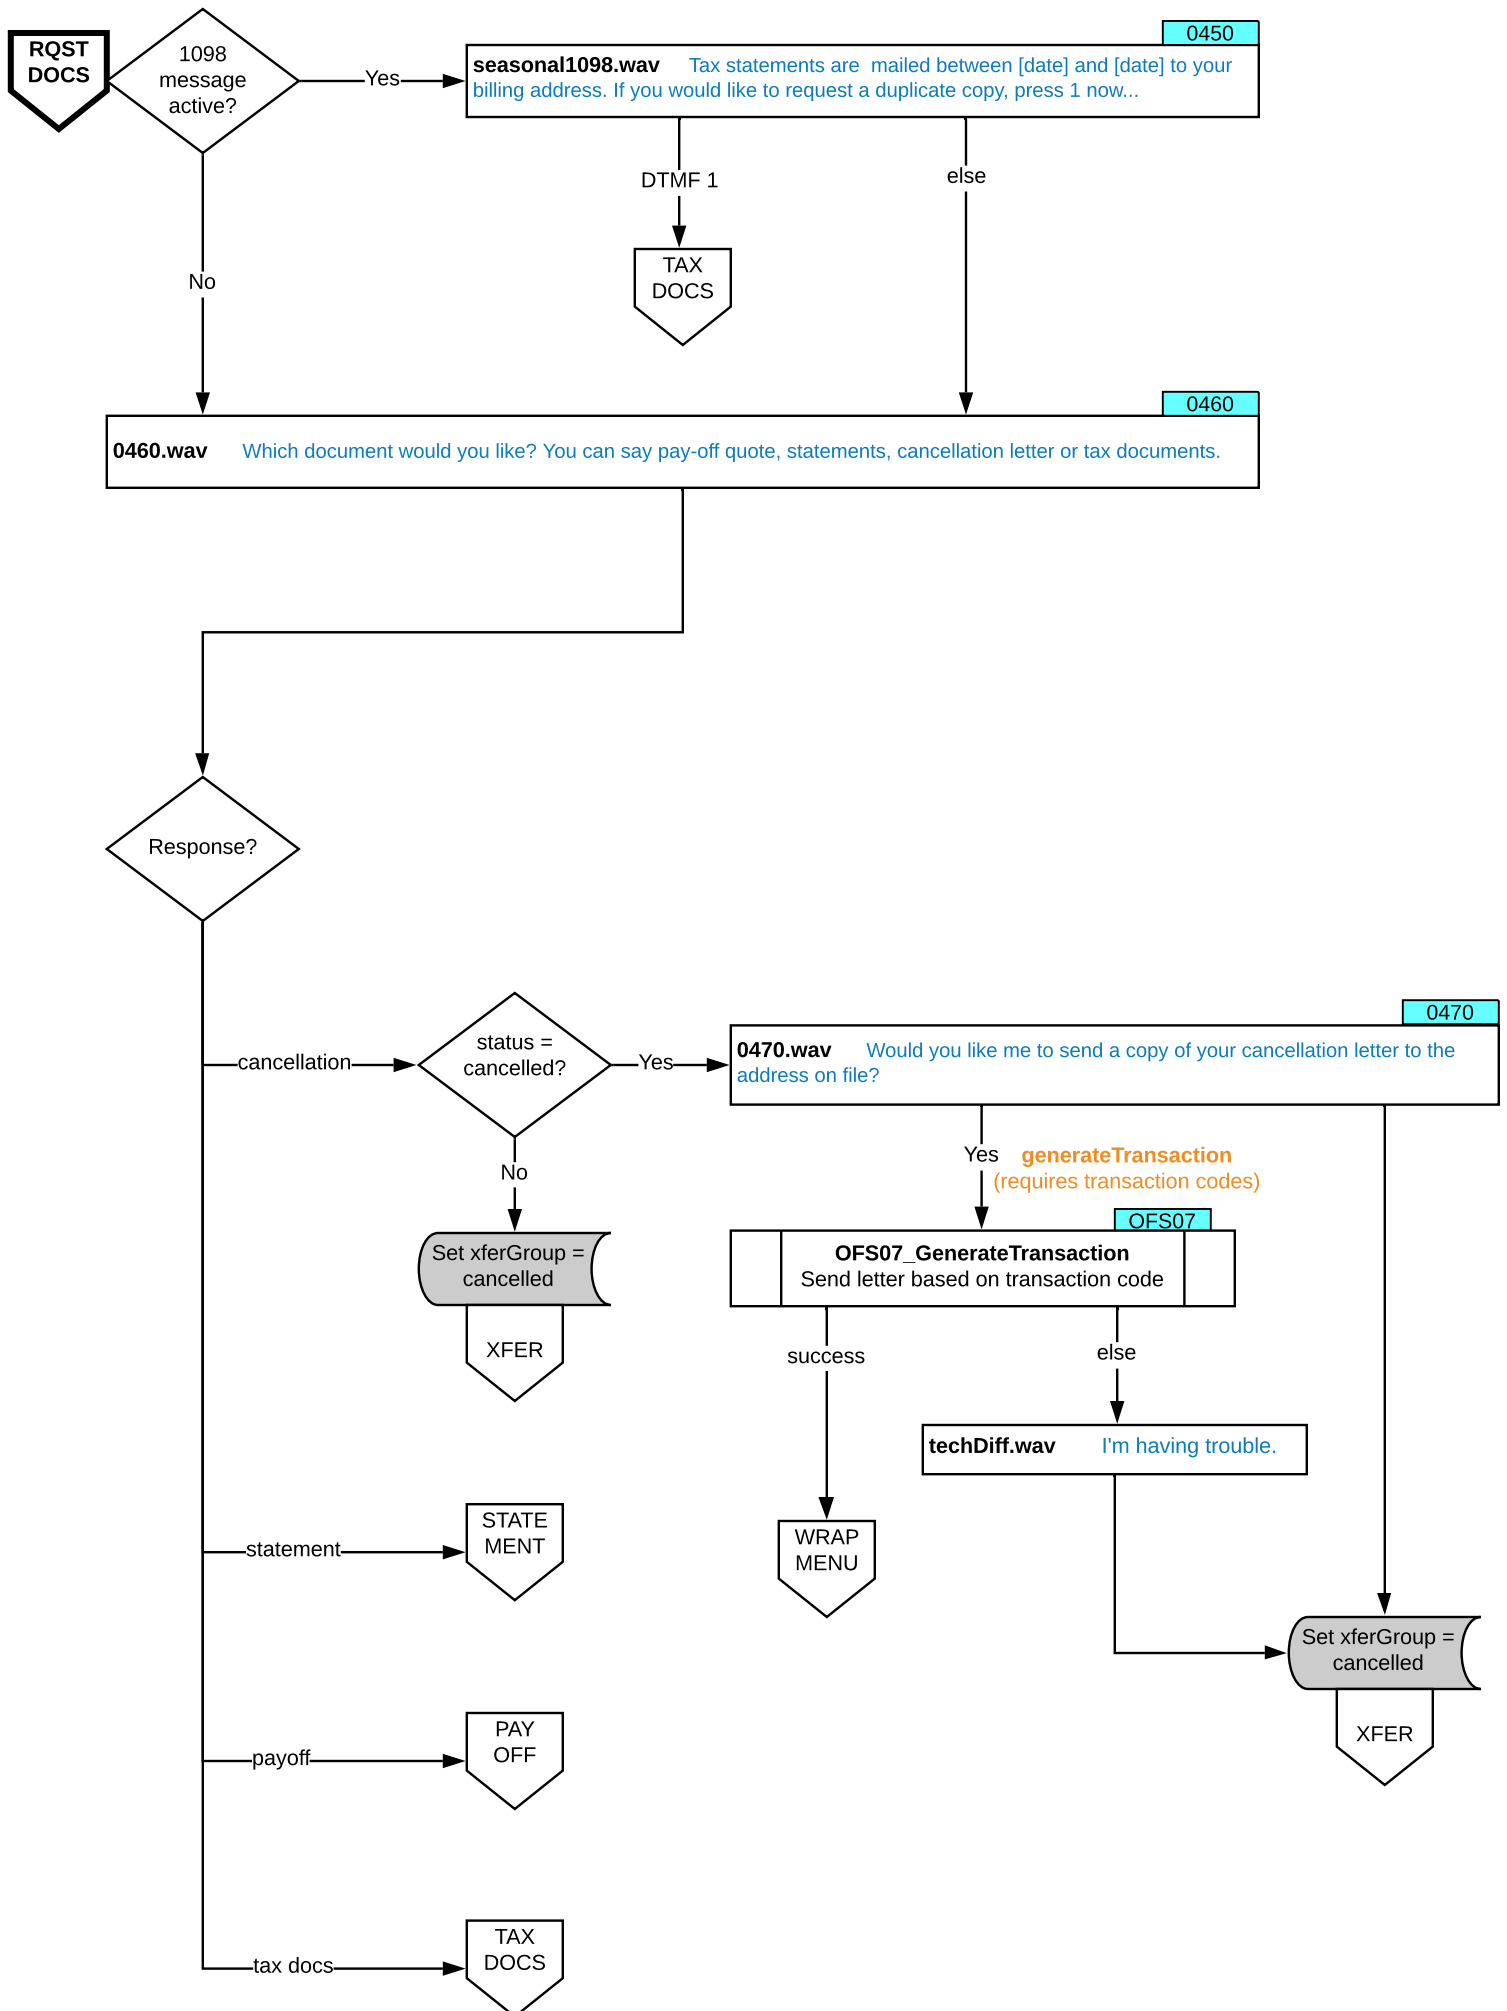 RQST
DOCS
1098
message
active?
Yes
0450
seasonal1098.wav Tax statements are mailed between [date] and [date] to your
billing address. If you would like to request a duplicate copy, press 1 now...
DTMF 1
else
TAX
DOCS
No
0460
0460.wav Which document would you like? You can say pay-off quote, statements, cancellation letter or tax documents.
Response?
cancellation
status =
cancelled?
Yes
0470
0470.wav Would you like me to send a copy of your cancellation letter to the
address on file?
No
Set xferGroup =
cancelled
XFER
Yes
generateTransaction
(requires transaction codes)
OFS07
OFS07_GenerateTransaction
Send letter based on transaction code
success
else
techDiff.wav I'm having trouble.
WRAP
MENU
Set xferGroup =
cancelled
XFER
statement
STATE
MENT
payoff
PAY
OFF
tax docs
TAX
DOCS